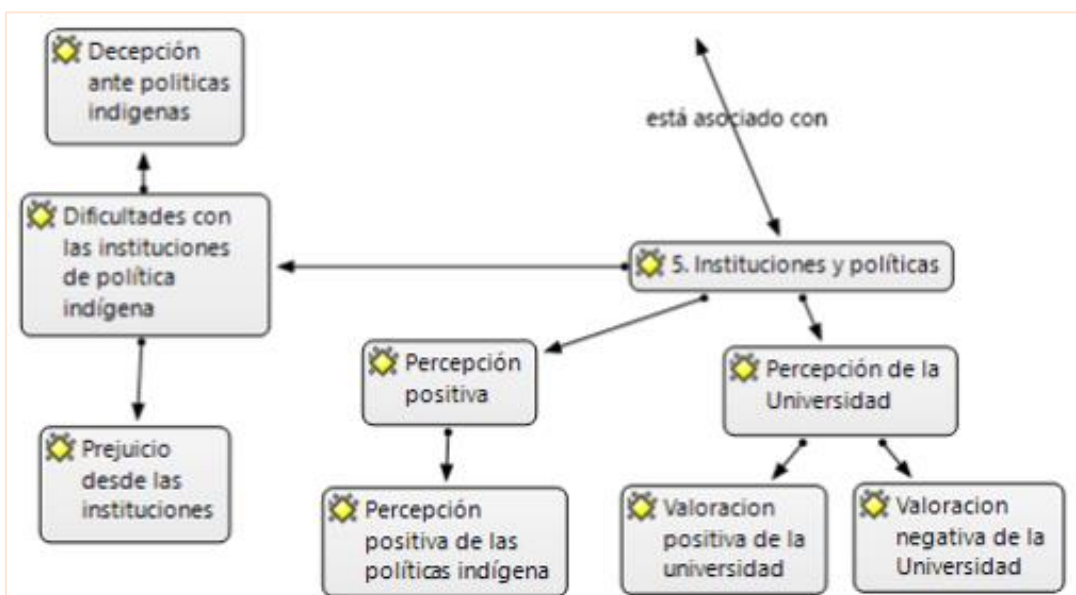 Decepción
ante politicas
indigenas
está asociado con
Dificultades con
las instituciones
de política
indígena
5. Instituciones y políticas
Percepción
positiva
Percepción de la
Universidad
Prejuicio
desde las
instituciones
Percepción
positiva de las
políticas indígena
Valoracion
positiva de la
universidad
Valoracion
negativa de la
Universidad